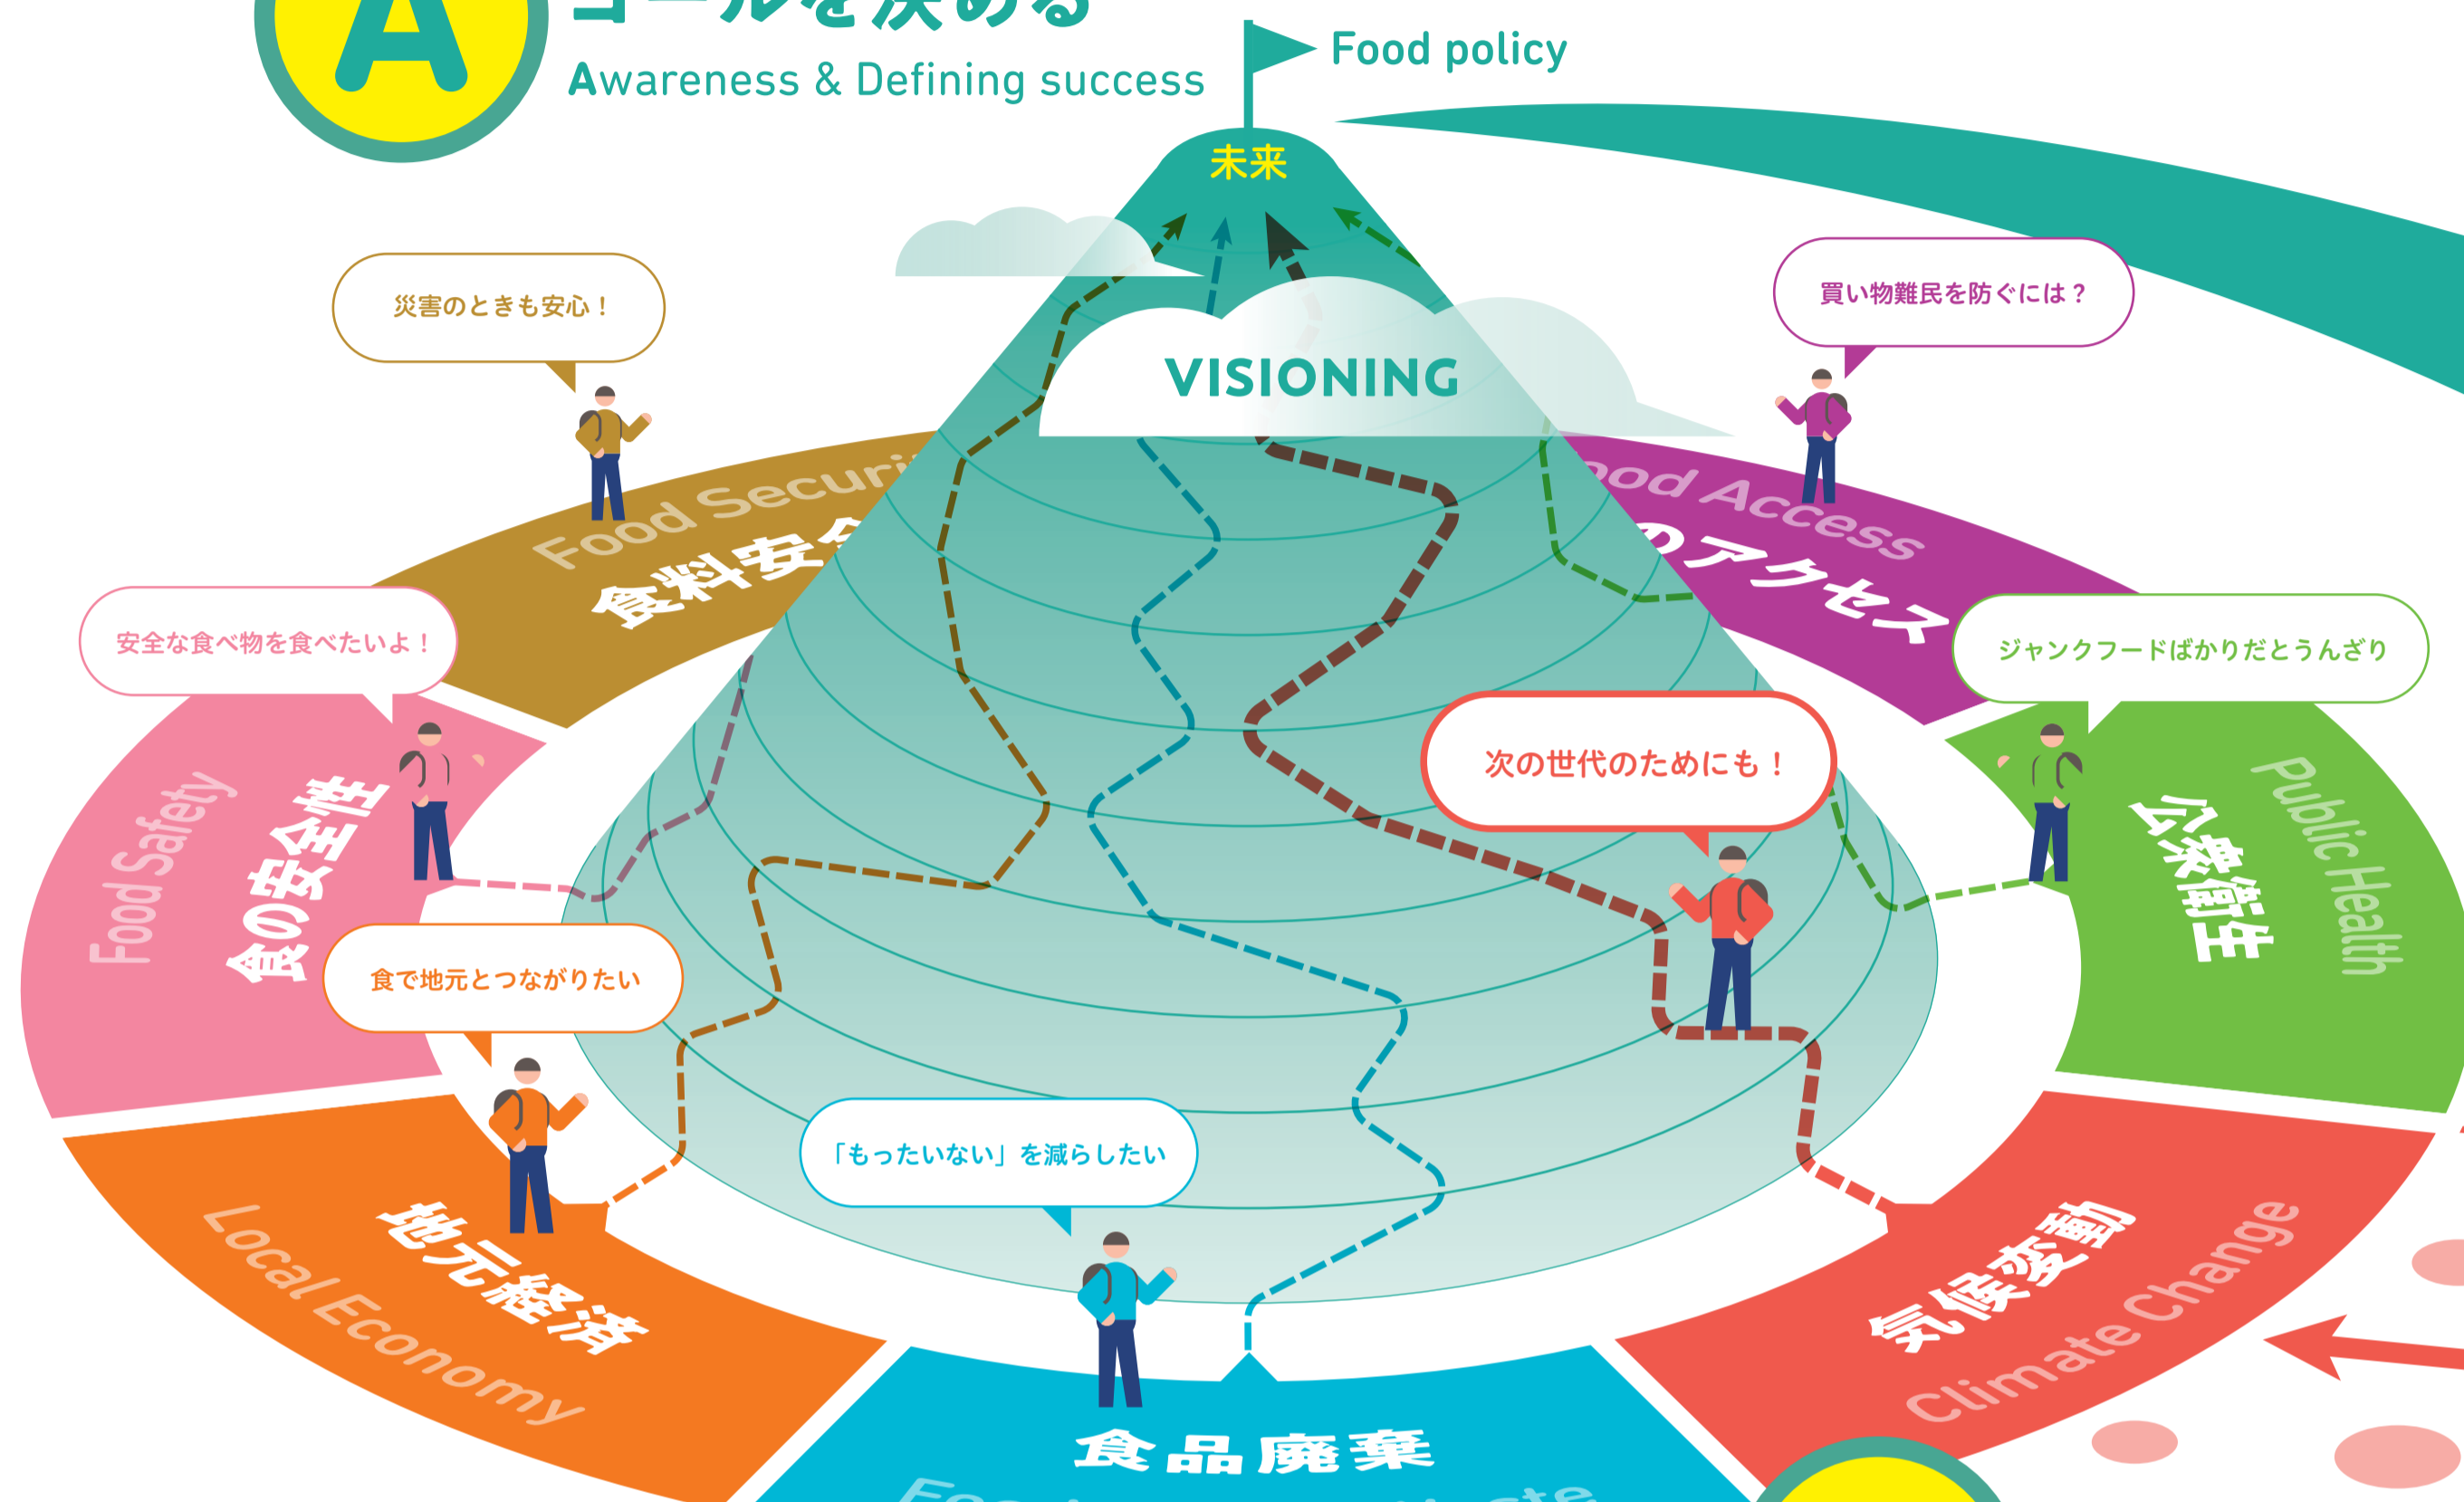 A
ゴールを決める
Awareness & Defining success
Food policy
未来
災害のときも安心！
買い物難民を防ぐには？
VISIONING
Food Securi
食料安全
ood Access
のアクセス
安全な食べ物を食べたいよ！
ジャンクフードばかりだとうんざり
次の世代のためにも！
Food Safety
食の安全性
Public Health
公衆衛生
食で地元とつながりたい
「もったいない」を減らしたい
地元経済
Local Economy
気候変動
Climate Change
食品廃棄